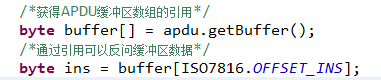 /*获得APDU缓冲区数组的引用*/
byte buffer[] = apdu.getBuffer();
/*通过引用可以反问缓冲区数据*/
byte ins = buffer[ISO7816.OFFSET_INS];